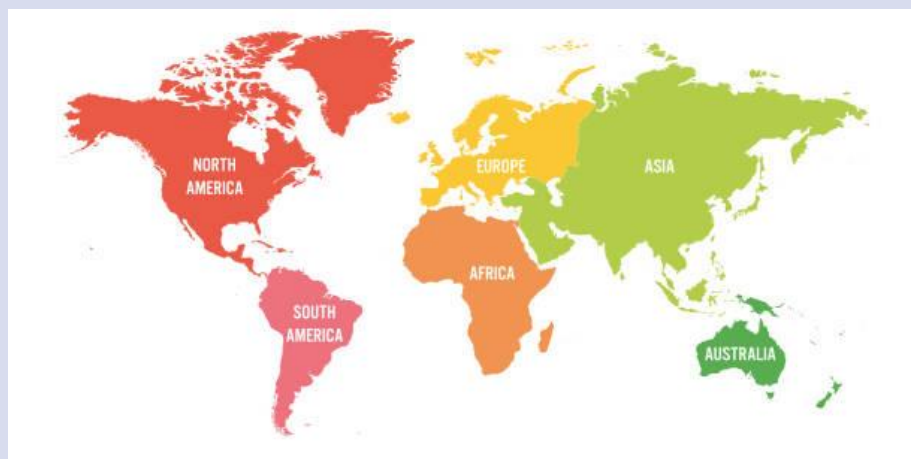 NORTH
AMERICA
EUROPE
ASIA
AFRICA
SOUTH
AMERICA
AUSTRALIA